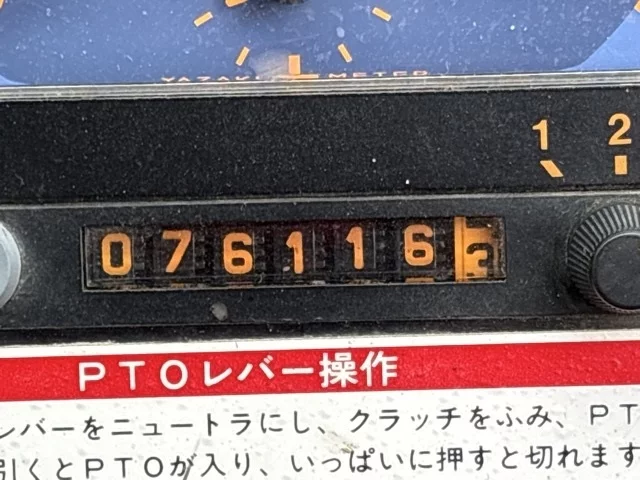 YAZAKI METER
1 2
0761163
PTOレバー操作
レバーをニュートラにし、クラッチをふみ、PT
引くとPTOが入り、いっぱいに押すと切れます